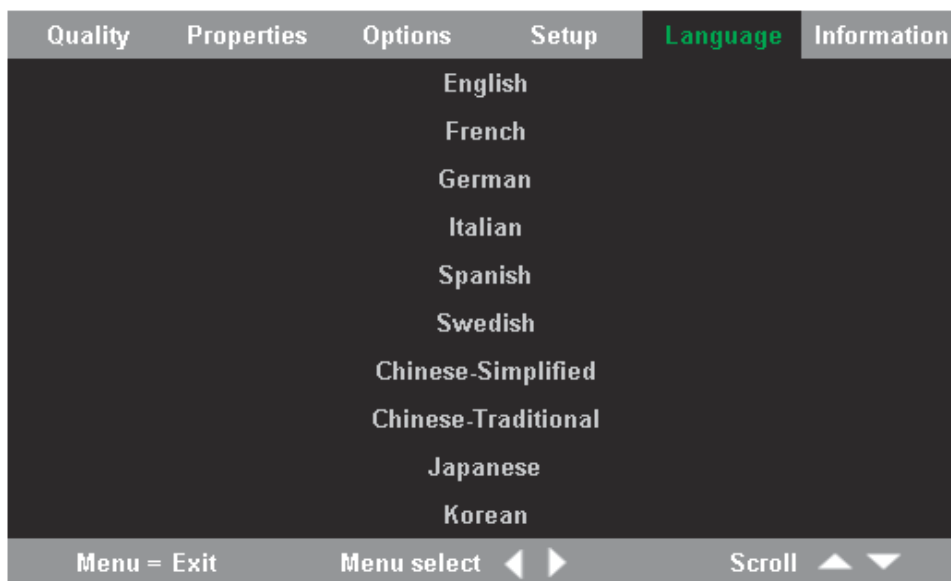 Quality Properties Options Setup Language Information
English
French
German
Italian
Spanish
Swedish
Chinese-Simplified
Chinese-Traditional
Japanese
Korean
Menu = Exit Menu select Scroll